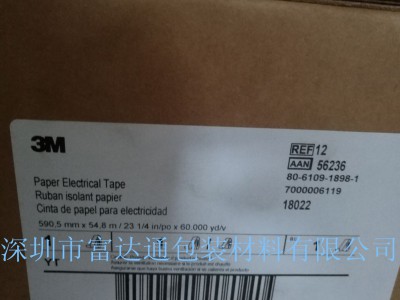 3M
REF 12
AAN 56236
80-6109-1898-1
7000006119
18022
Paper Electrical Tape
Ruban isolant papier
Cinta de papel para electricidad
590,5 mm x 54,8 m / 23 1/4 in/po x 60.000 yd/v
深圳市富达通包装材料有限公司